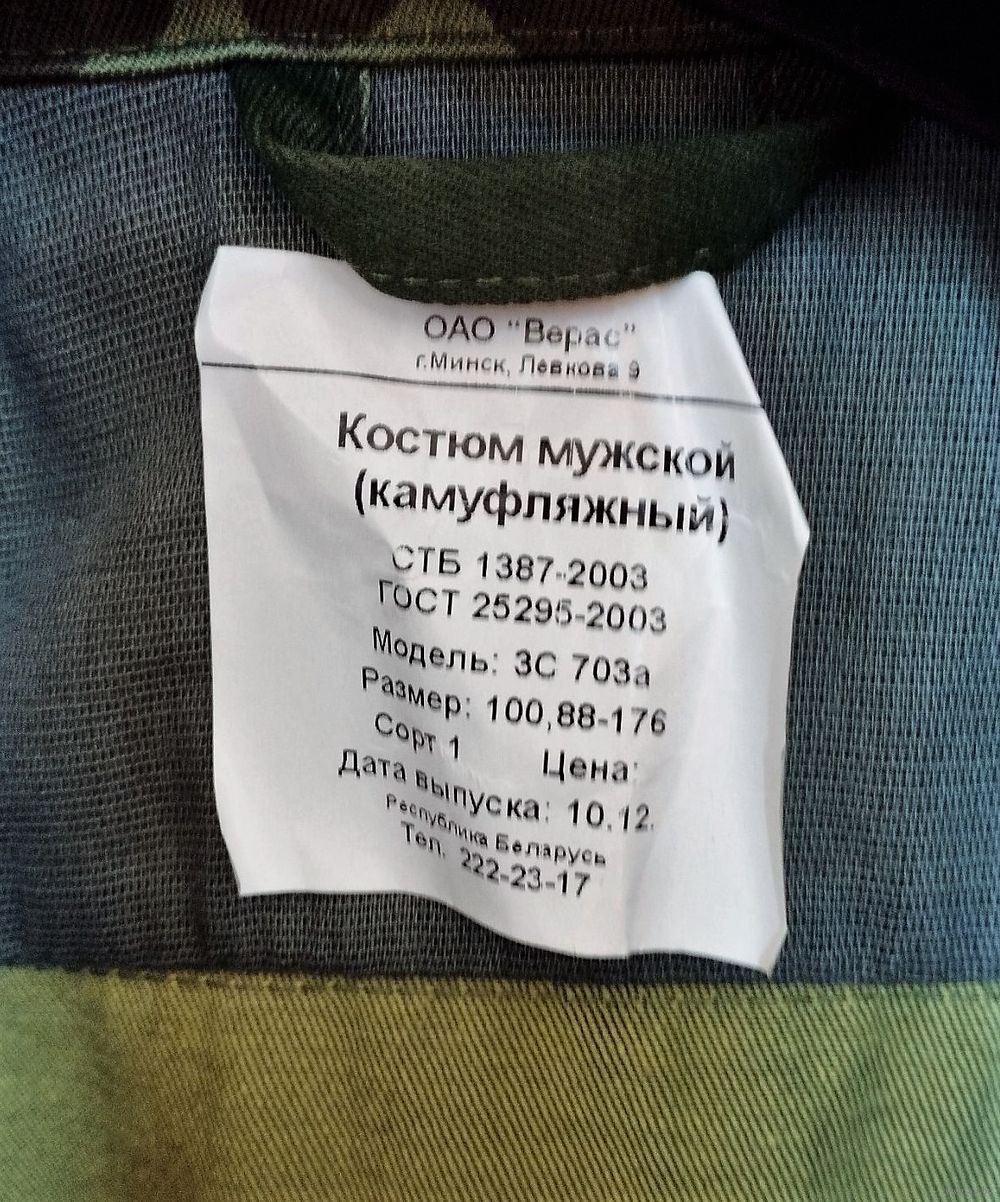 ОАО "Верас"
г.Минск, Левкова 9
Костюм мужской
(камуфляжный)
СТБ 1387-2003
ГОСТ 25295-2003
Модель: ЗС 703а
Размер: 100,88-176
Сорт 1 Цена:
Дата выпуска: 10.12.
Республика Беларусь
Тел. 222-23-17